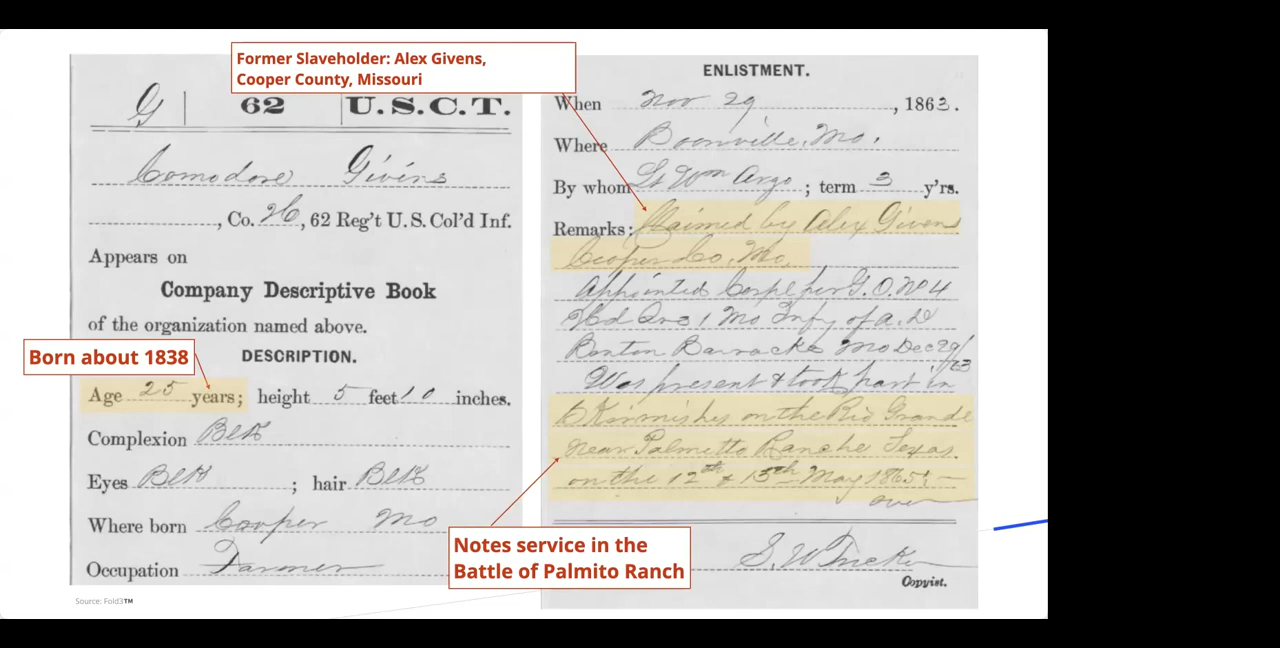 Former Slaveholder: Alex Givens,
Cooper County, Missouri
G | 62 | U.S.C.T.
Comodore Givins
, Co. H, 62 Reg't U. S. Col'd Inf.
Appears on
Company Descriptive Book
of the organization named above.
Born about 1838
DESCRIPTION.
Age 25 years; height 5 feet 10 inches.
Complexion Blk
Eyes Blk ; hair Blk
Where born Cooper Mo
Occupation Farmer
Source: Fold3™
ENLISTMENT.
When Nov 29, 1863.
Where Boonville, Mo.
By whom Lt Wm Argo ; term 3 y'rs.
Remarks: Claimed by Alex Givens
Cooper Co, Mo,
Appointed Corpl per G.O. No 4
Hd Qrs 1 Mo Infy of A.D.
Benton Barracks Mo Dec 29/63
Was present & took part in
Skirmishes on the Rio Grande
near Palmetto Ranche Texas.
on the 12th & 13th May 1865.
over
Notes service in the
Battle of Palmito Ranch
S. W.
Copyist.